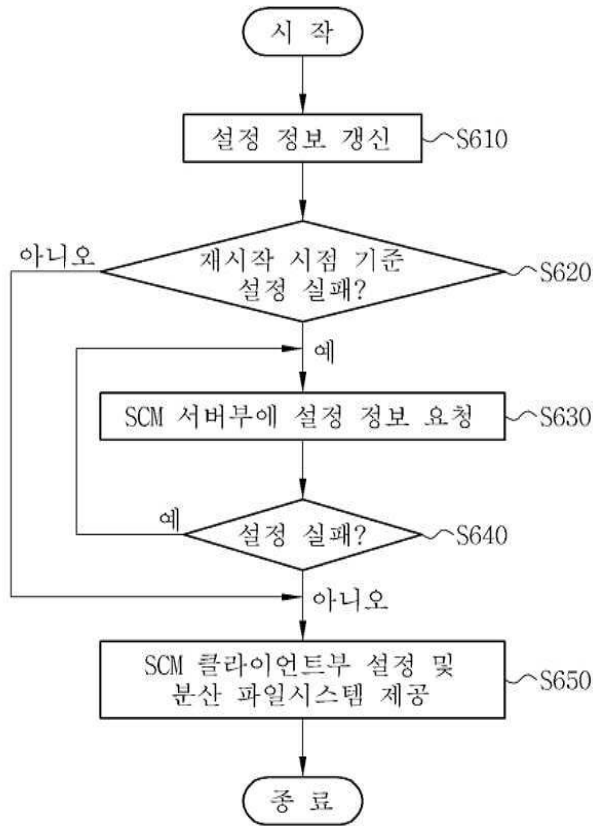 시 작
설정 정보 갱신
S610
아니오
재시작 시점 기준
설정 실패?
S620
예
SCM 서버부에 설정 정보 요청
S630
예
설정 실패?
S640
아니오
SCM 클라이언트부 설정 및
분산 파일시스템 제공
S650
종 료